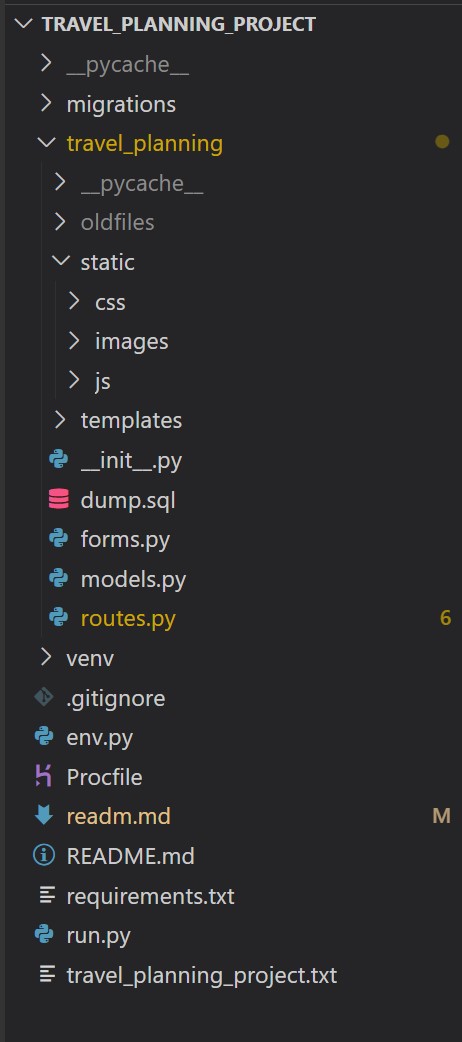 TRAVEL_PLANNING_PROJECT
__pycache__
migrations
travel_planning
__pycache__
oldfiles
static
css
images
js
templates
__init__.py
dump.sql
forms.py
models.py
routes.py 6
venv
.gitignore
env.py
Procfile
readm.md M
README.md
requirements.txt
run.py
travel_planning_project.txt